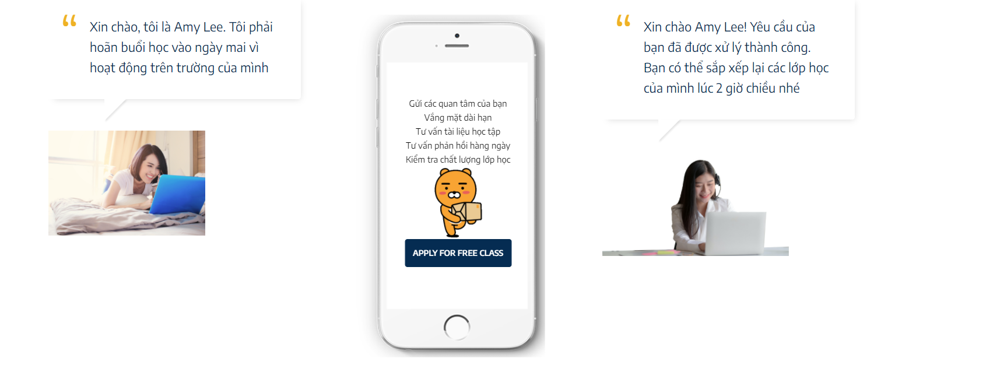 “
Xin chào, tôi là Amy Lee. Tôi phải
hoãn buổi học vào ngày mai vì
hoạt động trên trường của mình
Gửi các quan tâm của bạn
Vắng mặt dài hạn
Tư vấn tài liệu học tập
Tư vấn phản hồi hàng ngày
Kiểm tra chất lượng lớp học
APPLY FOR FREE CLASS
“
Xin chào Amy Lee! Yêu cầu của
bạn đã được xử lý thành công.
Bạn có thể sắp xếp lại các lớp học
của mình lúc 2 giờ chiều nhé